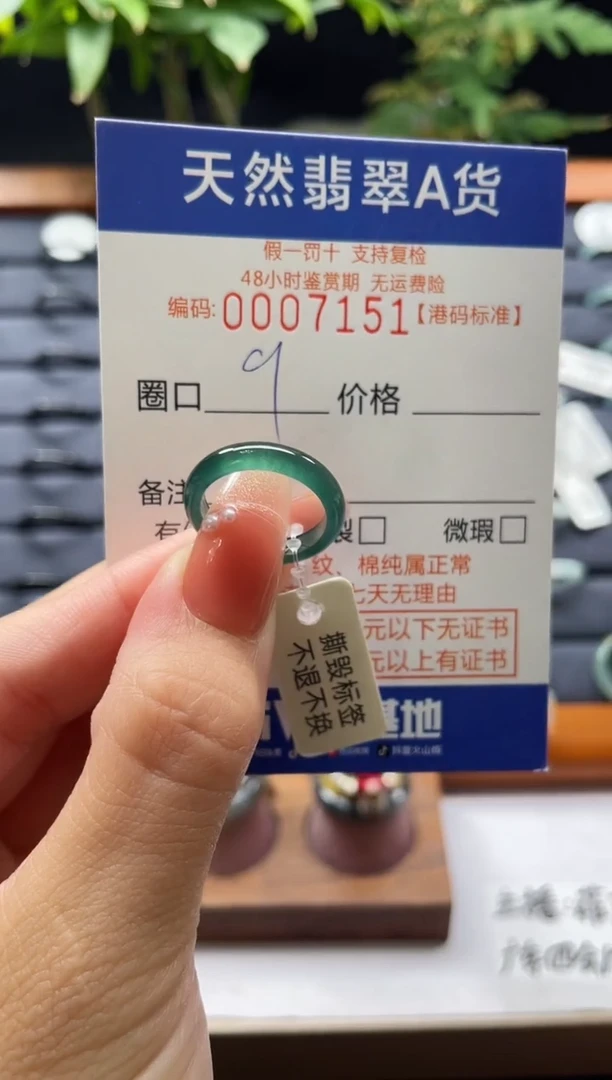 天然翡翠A货
假一罚十 支持复检
48小时鉴赏期 无运费险
编码: 0007151【港码标准】
圈口 9 价格
备注
微瑕
纹、棉纯属正常
七天无理由
元以下无证书
元以上有证书
撕毁标签
不退不换
基地